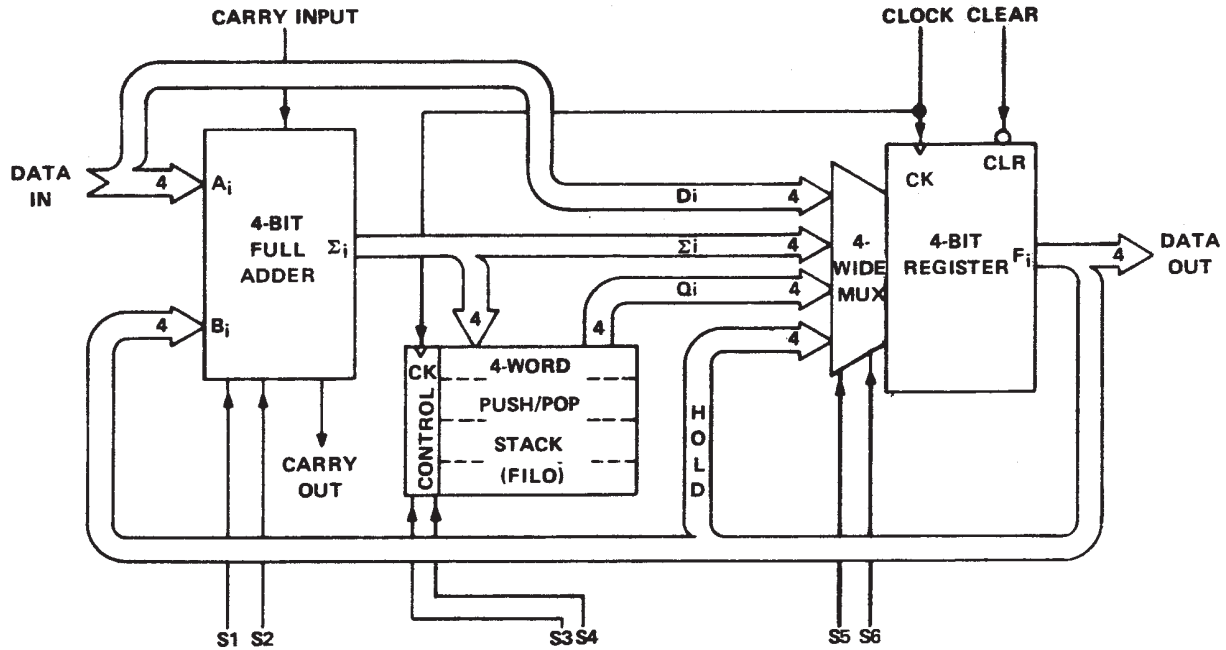 CARRY INPUT
CLOCK CLEAR
DATA
IN
4
Ai
4-BIT
FULL
ADDER
Σi
4
Bi
CARRY
OUT
Di
4
Σi
4
Qi
4
4
4
4
CK
CONTROL
4-WORD
PUSH/POP
STACK
(FILO)
HOLD
4-
WIDE
MUX
CK
CLR
4-BIT
REGISTER
Fi
4
DATA
OUT
S1 S2
S3 S4
S5 S6